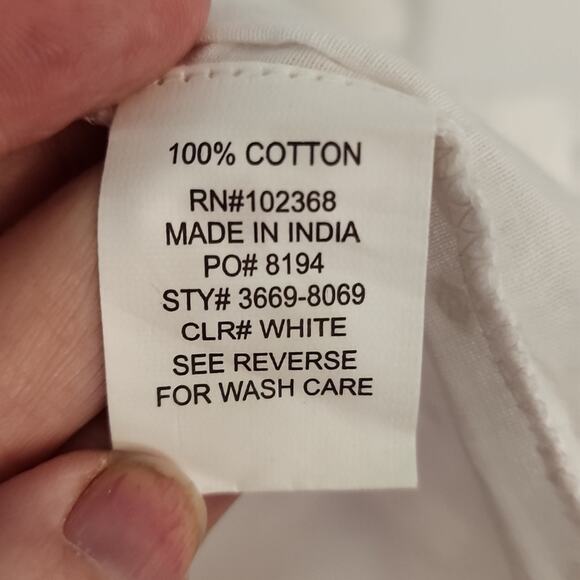 100% COTTON
RN#102368
MADE IN INDIA
PO# 8194
STY# 3669-8069
CLR# WHITE
SEE REVERSE
FOR WASH CARE